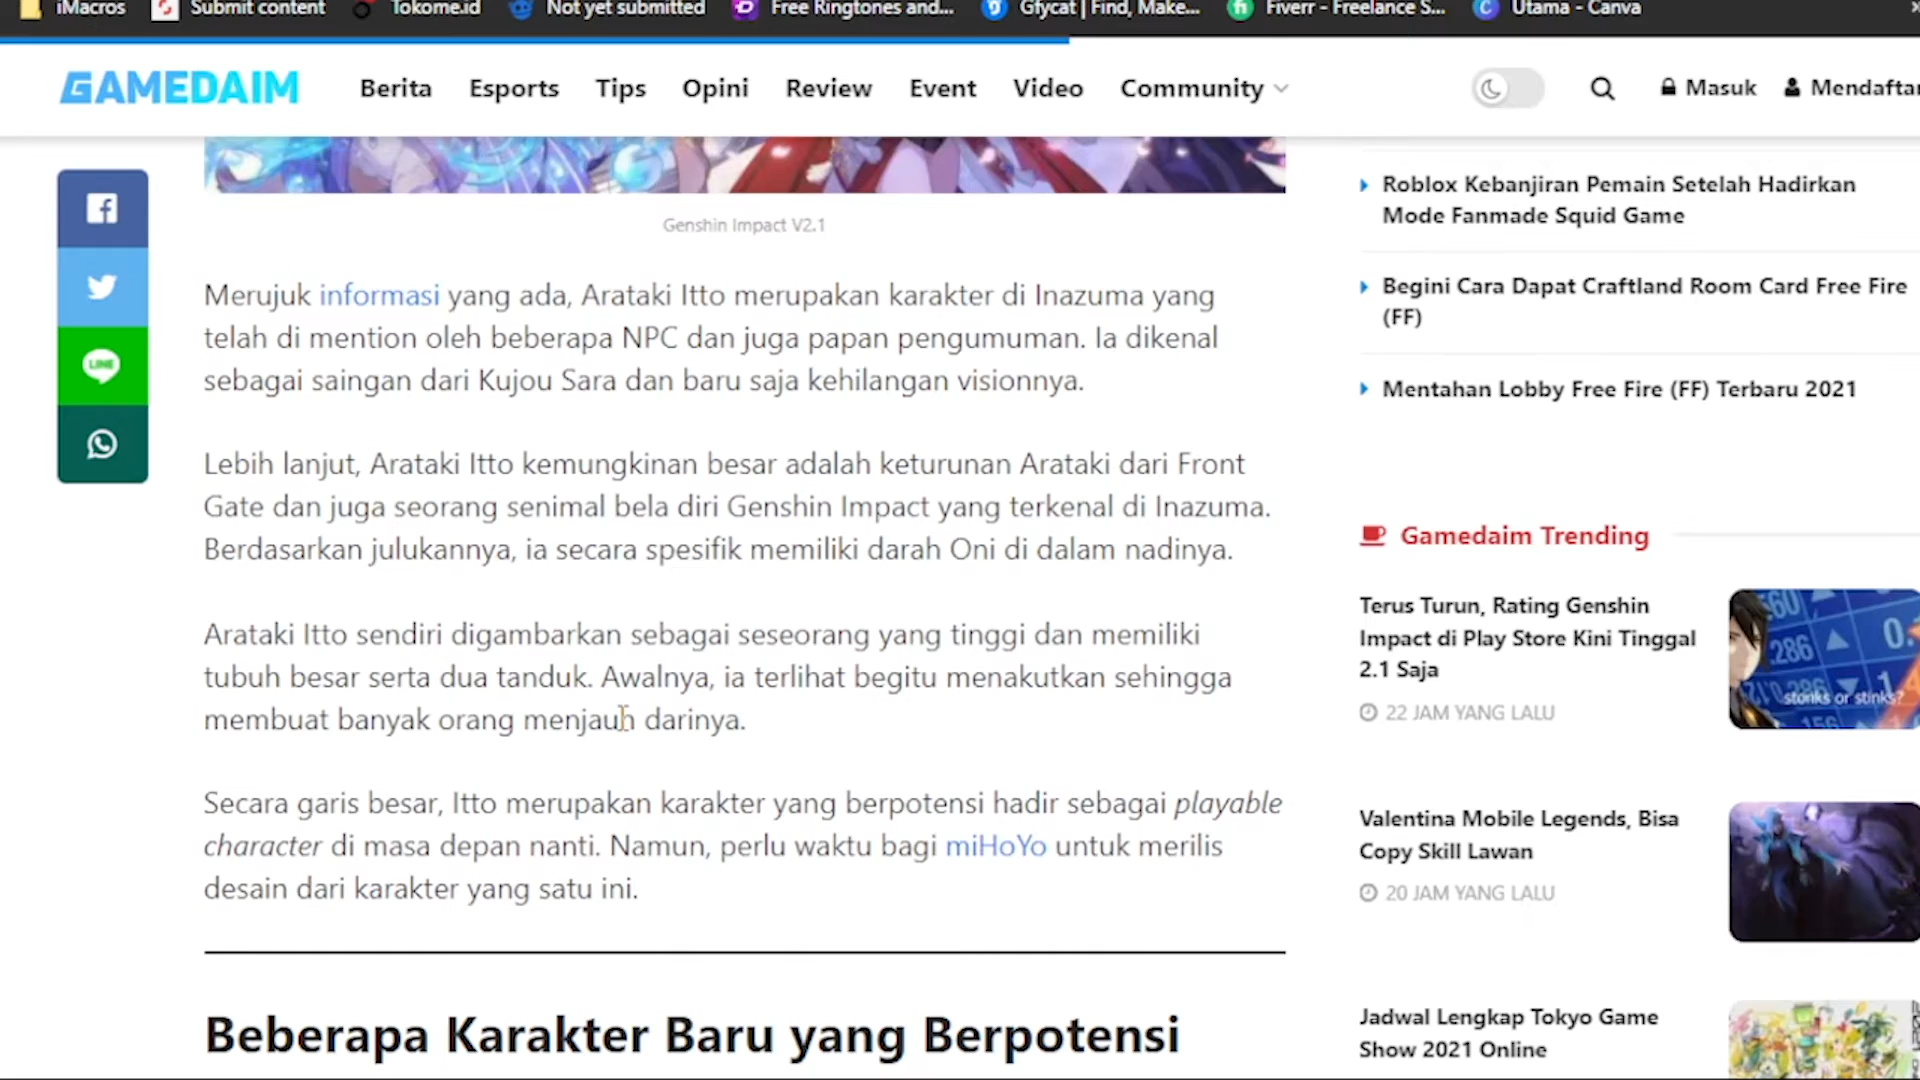 iMacros Submit content Tokome.id Not yet submitted Free Ringtones and... Gfycat | Find, Make... Fiverr - Freelance S... Utama - Canva
GAMEDAIM Berita Esports Tips Opini Review Event Video Community Masuk Mendaftar
Genshin Impact V2.1
Merujuk informasi yang ada, Arataki Itto merupakan karakter di Inazuma yang
telah di mention oleh beberapa NPC dan juga papan pengumuman. Ia dikenal
sebagai saingan dari Kujou Sara dan baru saja kehilangan visionnya.
Lebih lanjut, Arataki Itto kemungkinan besar adalah keturunan Arataki dari Front
Gate dan juga seorang senimal bela diri Genshin Impact yang terkenal di Inazuma.
Berdasarkan julukannya, ia secara spesifik memiliki darah Oni di dalam nadinya.
Arataki Itto sendiri digambarkan sebagai seseorang yang tinggi dan memiliki
tubuh besar serta dua tanduk. Awalnya, ia terlihat begitu menakutkan sehingga
membuat banyak orang menjauh darinya.
Secara garis besar, Itto merupakan karakter yang berpotensi hadir sebagai playable
character di masa depan nanti. Namun, perlu waktu bagi miHoYo untuk merilis
desain dari karakter yang satu ini.
Beberapa Karakter Baru yang Berpotensi
LINE
Roblox Kebanjiran Pemain Setelah Hadirkan
Mode Fanmade Squid Game
Begini Cara Dapat Craftland Room Card Free Fire
(FF)
Mentahan Lobby Free Fire (FF) Terbaru 2021
Gamedaim Trending
Terus Turun, Rating Genshin
Impact di Play Store Kini Tinggal
2.1 Saja
22 JAM YANG LALU
stonks or stinks?
Valentina Mobile Legends, Bisa
Copy Skill Lawan
20 JAM YANG LALU
Jadwal Lengkap Tokyo Game
Show 2021 Online